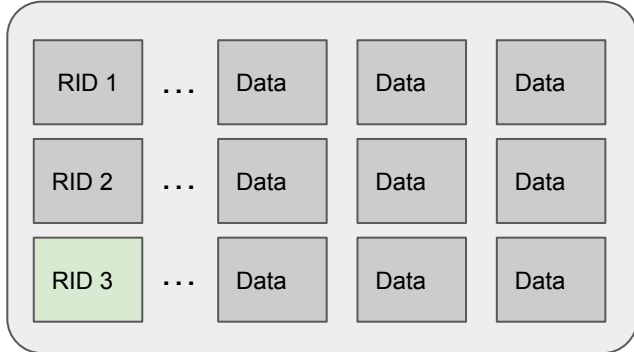 RID 1 ... Data Data Data
RID 2 ... Data Data Data
RID 3 ... Data Data Data